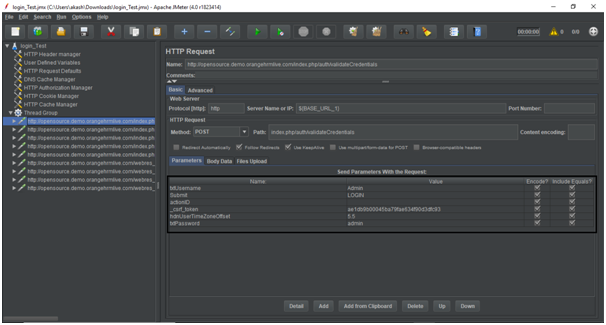 login_Test.jmx (C:\Users\akash\Downloads\login_Test.jmx) - Apache JMeter (4.0 r1823414)
File Edit Search Run Options Help
00:00:00 0 0/0
login_Test
HTTP Header manager
User Defined Variables
HTTP Request Defaults
DNS Cache Manager
HTTP Authorization Manager
HTTP Cookie Manager
HTTP Cache Manager
Thread Group
http://opensource.demo.orangehrmlive.com/index.ph
http://opensource.demo.orangehrmlive.com/index.ph
http://opensource.demo.orangehrmlive.com/index.ph
http://opensource.demo.orangehrmlive.com/index.ph
http://opensource.demo.orangehrmlive.com/index.ph
http://opensource.demo.orangehrmlive.com/webres_
http://opensource.demo.orangehrmlive.com/webres_
http://opensource.demo.orangehrmlive.com/webres_
http://opensource.demo.orangehrmlive.com/webres_
HTTP Request
Name: http://opensource.demo.orangehrmlive.com/index.php/auth/validateCredentials
Comments:
Basic Advanced
Web Server
Protocol [http]: http Server Name or IP: ${BASE_URL_1} Port Number:
HTTP Request
Method: POST Path: index.php/auth/validateCredentials Content encoding:
Redirect Automatically Follow Redirects Use KeepAlive Use multipart/form-data for POST Browser-compatible headers
Parameters Body Data Files Upload
Send Parameters With the Request:
Name: Value Encode? Include Equals?
txtUsername Admin
Submit LOGIN
actionID
_csrf_token
hdnUserTimeZoneOffset 5.5
txtPassword admin
Detail Add Add from Clipboard Delete Up Down